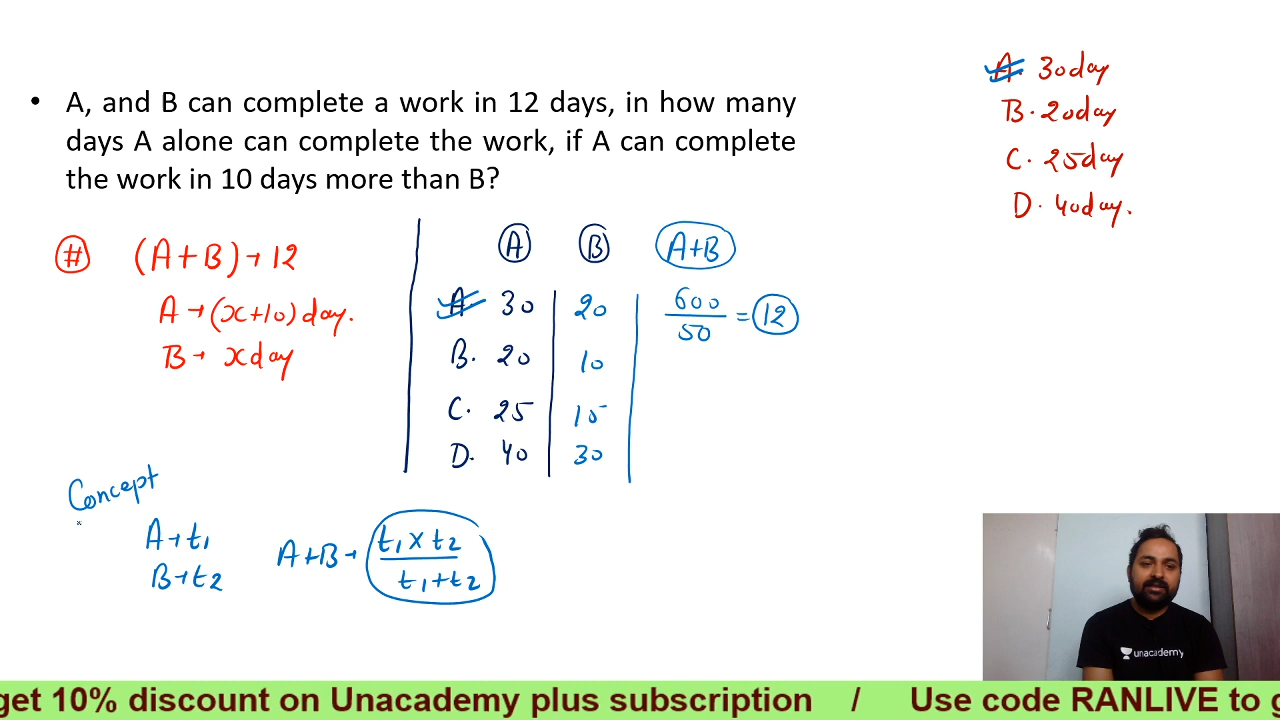 • A, and B can complete a work in 12 days, in how many
days A alone can complete the work, if A can complete
the work in 10 days more than B?
A. 30day
B. 20day
C. 25day
D. 40day.
# (A+B) → 12
A → (x+10) day.
B → x day
A B A+B
A. 30 20 600/50 = 12
B. 20 10
C. 25 15
D. 40 30
Concept
A → t1
B → t2
A+B → t1 × t2 / t1 + t2
unacademy
get 10% discount on Unacademy plus subscription / Use code RANLIVE to g